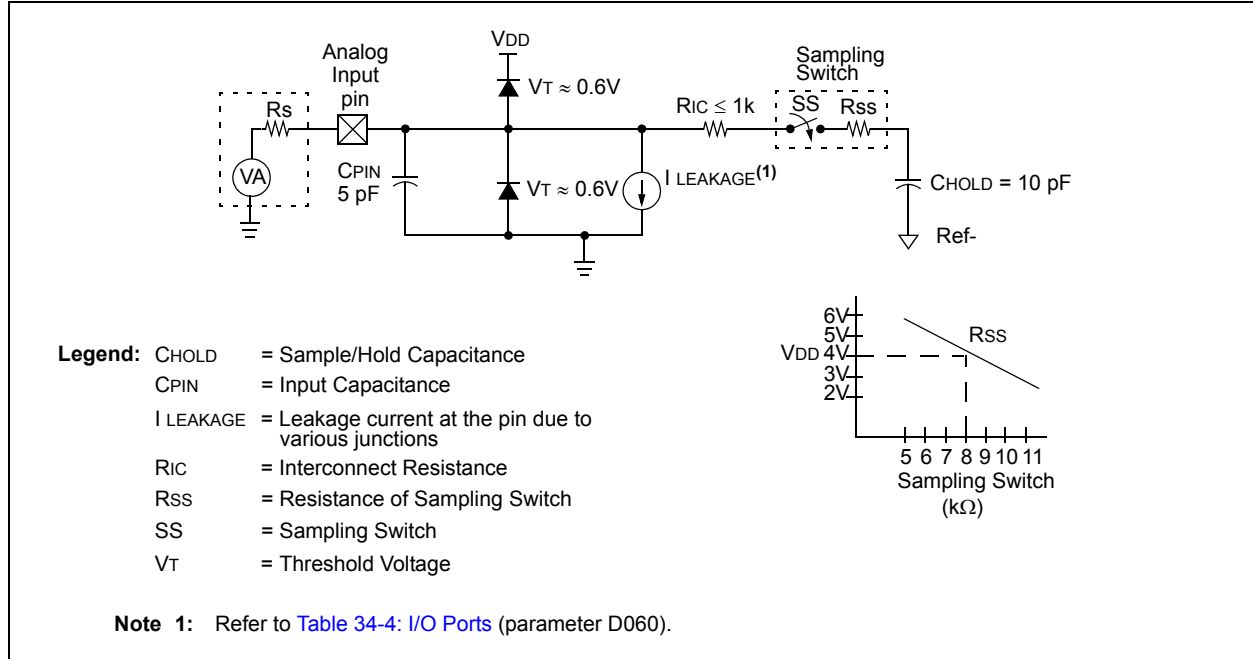 VDD
Analog
Input
pin
Sampling
Switch
VT ≈ 0.6V
Rs
RIC ≤ 1k
SS
Rss
VA
CPIN
5 pF
VT ≈ 0.6V
I LEAKAGE(1)
CHOLD = 10 pF
Ref-
6V
5V
VDD 4V
3V
2V
RSS
5 6 7 8 9 10 11
Sampling Switch
(kΩ)
Legend: CHOLD = Sample/Hold Capacitance
CPIN = Input Capacitance
I LEAKAGE = Leakage current at the pin due to
various junctions
RIC = Interconnect Resistance
RSS = Resistance of Sampling Switch
SS = Sampling Switch
VT = Threshold Voltage
Note 1: Refer to Table 34-4: I/O Ports (parameter D060).